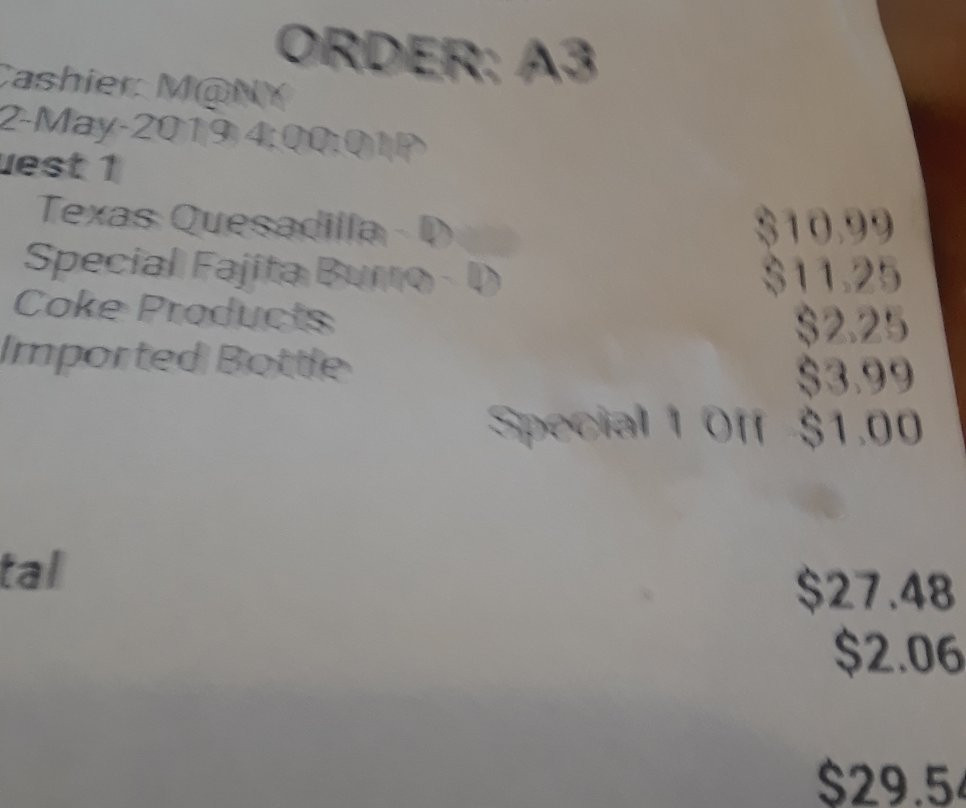 ORDER: A3
Cashier: M@NY
2-May-2019 4:00:01P
uest 1
Texas Quesadilla - D $10.99
Special Fajita Burro - D $11.25
Coke Products $2.25
Imported Bottle $3.99
Special 1 Off $1.00
tal $27.48
$2.06
$29.54